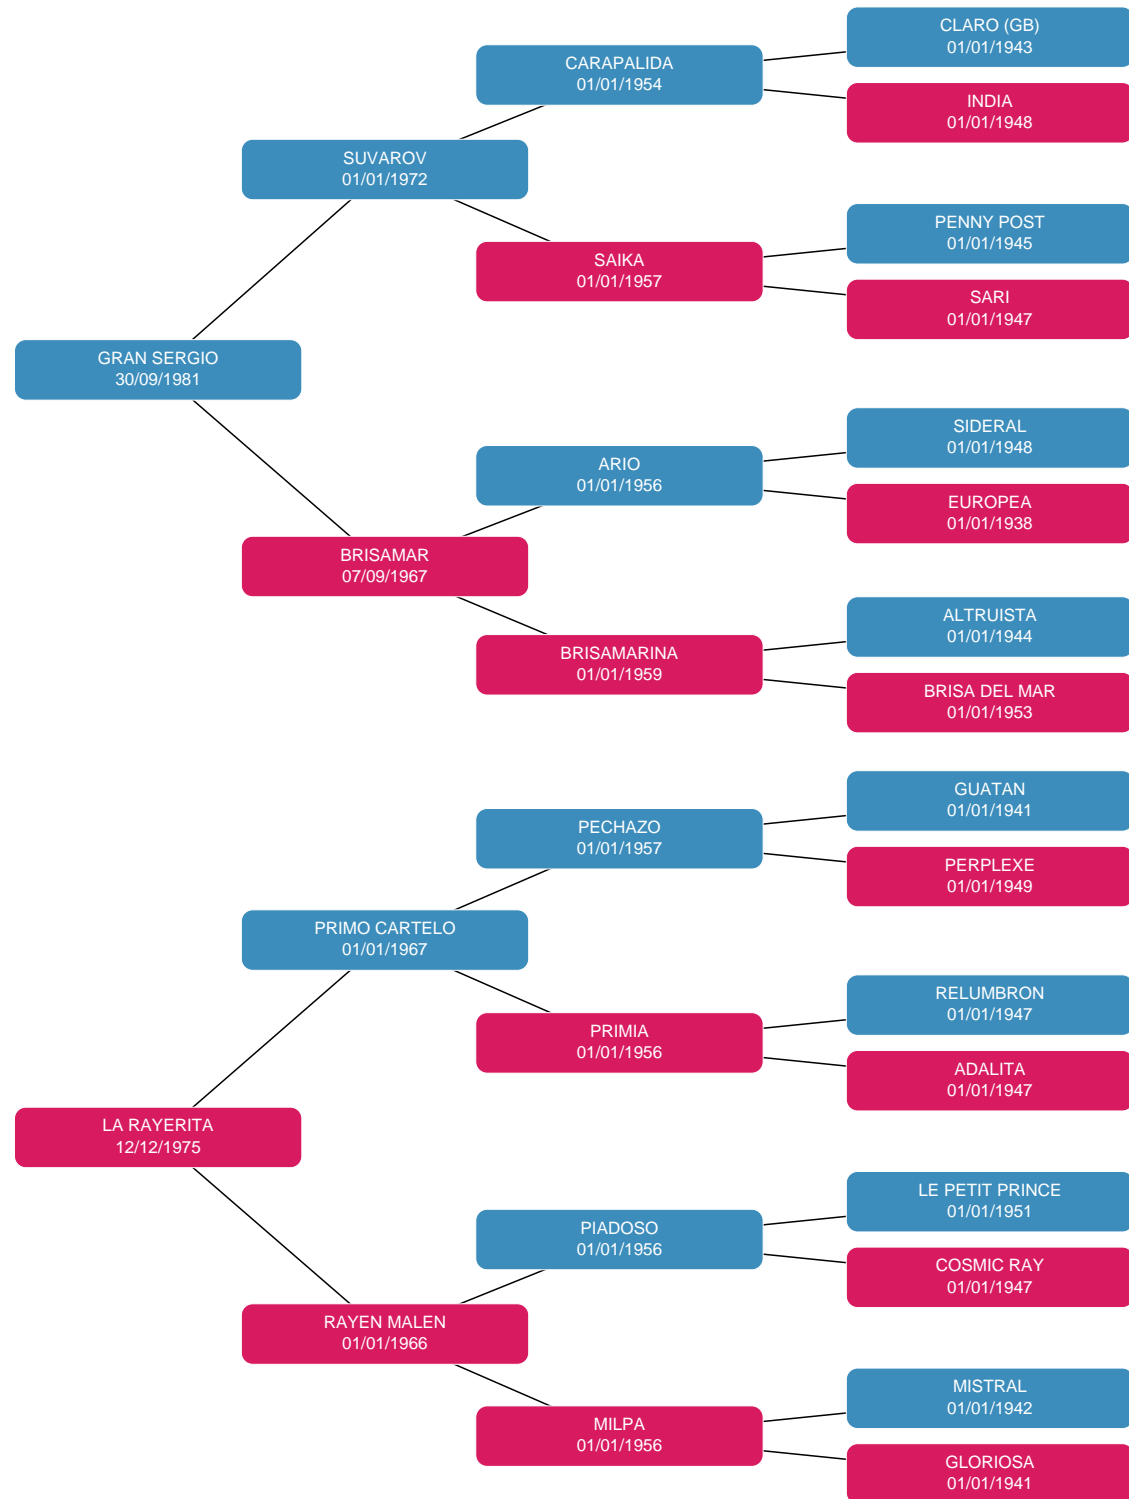 CLARO (GB)
01/01/1943
CARAPALIDA
01/01/1954
INDIA
01/01/1948
SUVAROV
01/01/1972
PENNY POST
01/01/1945
SAIKA
01/01/1957
SARI
01/01/1947
GRAN SERGIO
30/09/1981
SIDERAL
01/01/1948
ARIO
01/01/1956
EUROPEA
01/01/1938
BRISAMAR
07/09/1967
ALTRUISTA
01/01/1944
BRISAMARINA
01/01/1959
BRISA DEL MAR
01/01/1953
GUATAN
01/01/1941
PECHAZO
01/01/1957
PERPLEXE
01/01/1949
PRIMO CARTELO
01/01/1967
RELUMBRON
01/01/1947
PRIMIA
01/01/1956
ADALITA
01/01/1947
LA RAYERITA
12/12/1975
LE PETIT PRINCE
01/01/1951
PIADOSO
01/01/1956
COSMIC RAY
01/01/1947
RAYEN MALEN
01/01/1966
MISTRAL
01/01/1942
MILPA
01/01/1956
GLORIOSA
01/01/1941